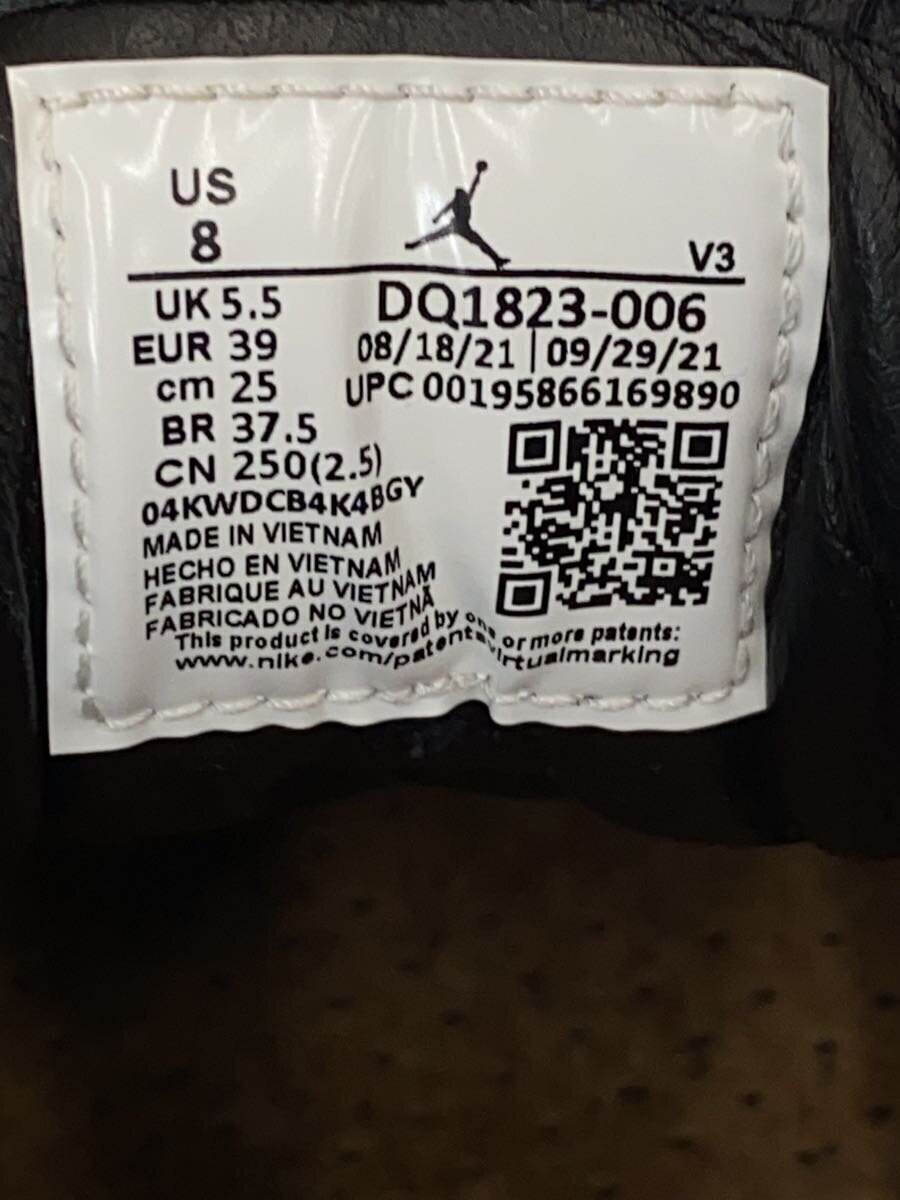 US
8
V3
UK 5.5
EUR 39
cm 25
BR 37.5
CN 250(2.5)
DQ1823-006
08/18/21 | 09/29/21
UPC 00195866169890
04KWDCB4K4BGY
MADE IN VIETNAM
HECHO EN VIETNAM
FABRIQUE AU VIETNAM
FABRICADO NO VIETNÃ
This product is covered by one or more patents:
www.nike.com/patentsvirtualmarking